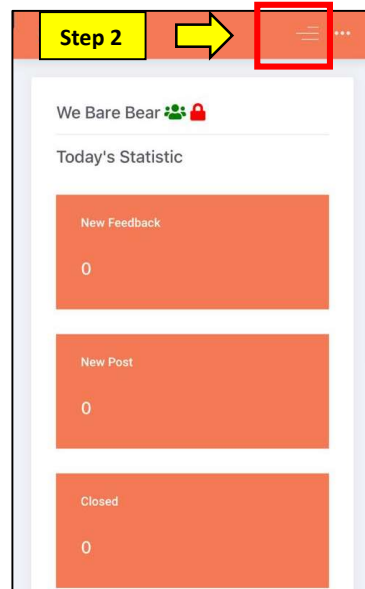 Step 2
We Bare Bear
Today's Statistic
New Feedback
0
New Post
0
Closed
0